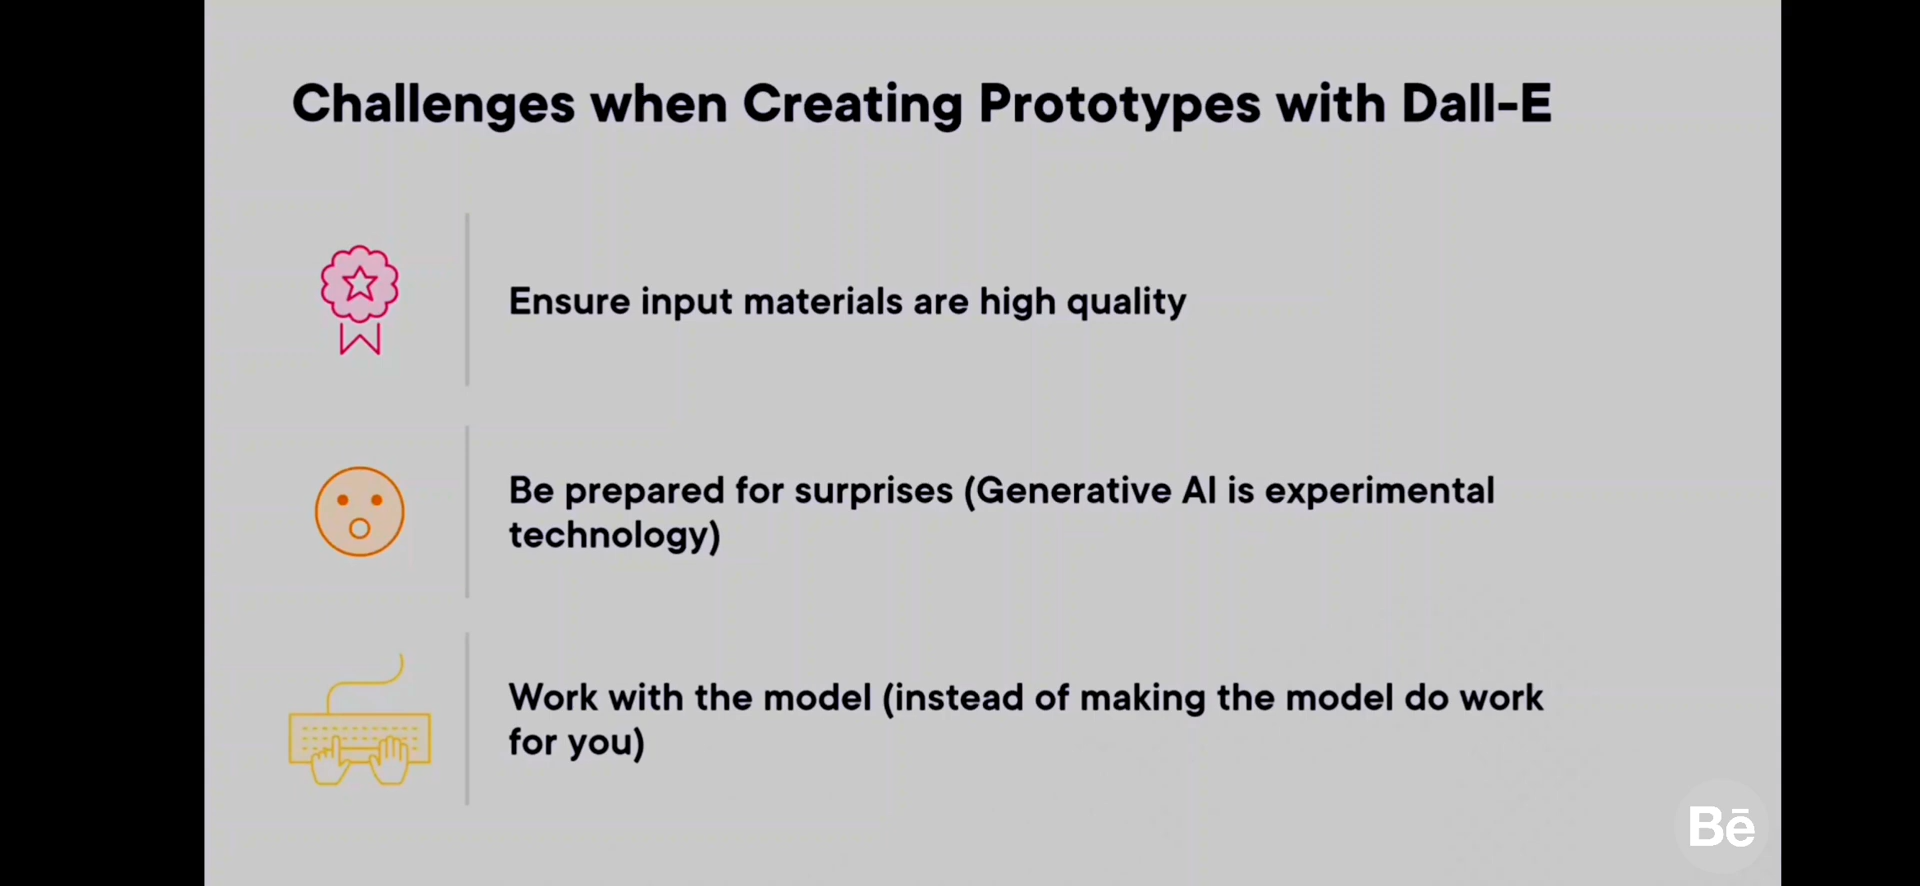 Challenges when Creating Prototypes with Dall-E
Ensure input materials are high quality
Be prepared for surprises (Generative AI is experimental
technology)
Work with the model (instead of making the model do work
for you)
Bē